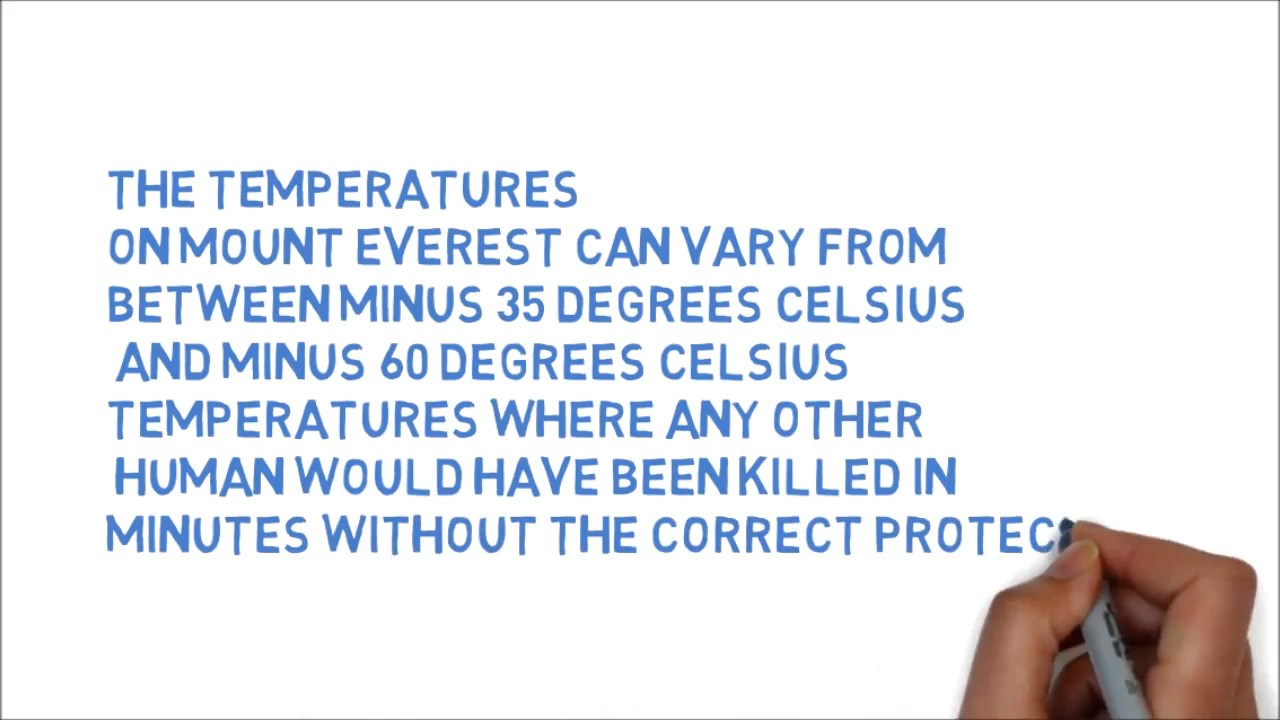 THE TEMPERATURES
ON MOUNT EVEREST CAN VARY FROM
BETWEEN MINUS 35 DEGREES CELSIUS
AND MINUS 60 DEGREES CELSIUS
TEMPERATURES WHERE ANY OTHER
HUMAN WOULD HAVE BEEN KILLED IN
MINUTES WITHOUT THE CORRECT PROTEC